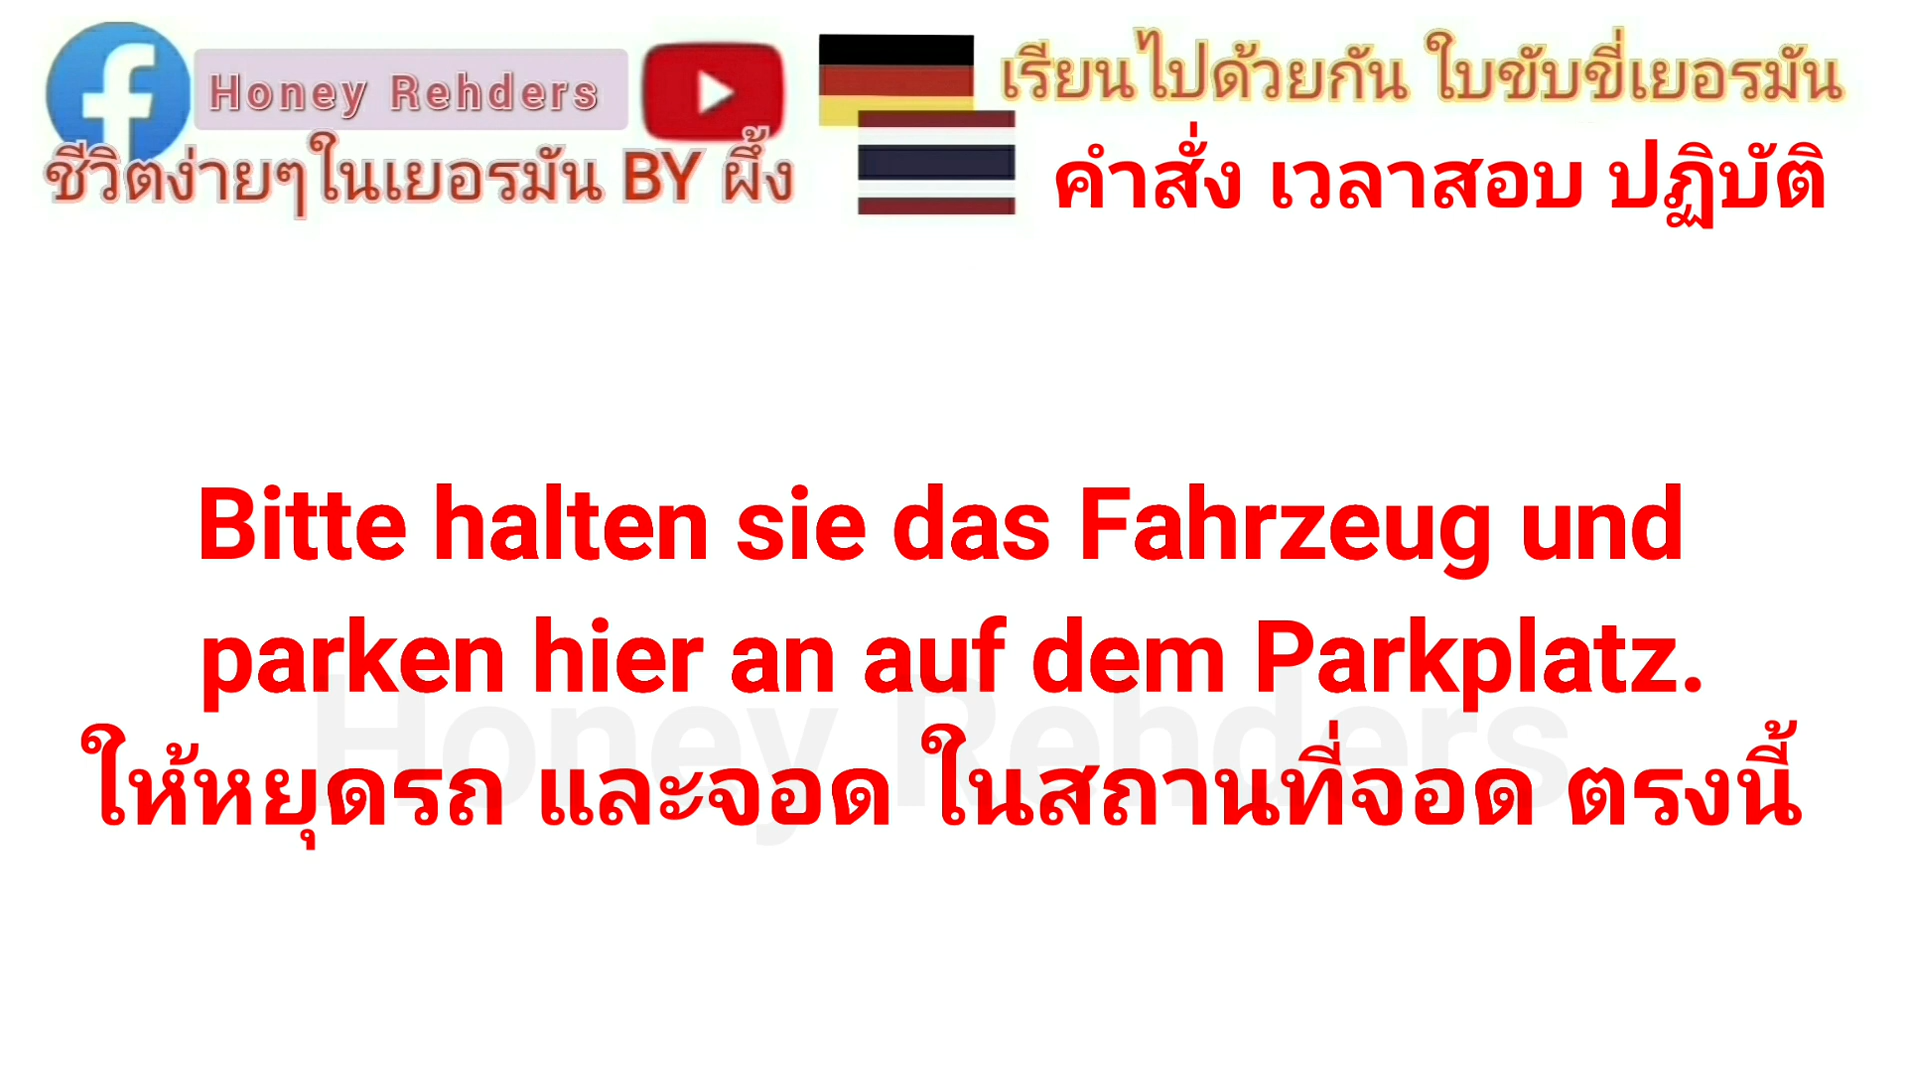 Honey Rehders
ชีวิตง่ายๆในเยอรมัน BY ผึ้ง
เรียนไปด้วยกัน ใบขับขี่เยอรมัน
คำสั่ง เวลาสอบ ปฏิบัติ
Bitte halten sie das Fahrzeug und
parken hier an auf dem Parkplatz.
Honey Rehders
ให้หยุดรถ และจอด ในสถานที่จอด ตรงนี้